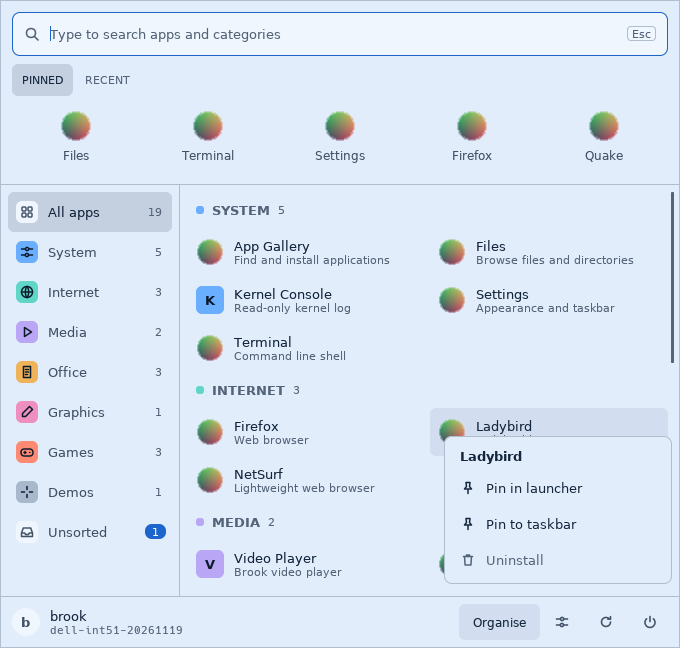 Type to search apps and categories
Esc
PINNED
RECENT
Files
Terminal
Settings
Firefox
Quake
All apps 19
System 5
Internet 3
Media 2
Office 3
Graphics 1
Games 3
Demos 1
Unsorted 1
SYSTEM 5
App Gallery
Find and install applications
Files
Browse files and directories
K
Kernel Console
Read-only kernel log
Settings
Appearance and taskbar
Terminal
Command line shell
INTERNET 3
Firefox
Web browser
Ladybird
NetSurf
Lightweight web browser
MEDIA 2
V
Video Player
Brook video player
Ladybird
Pin in launcher
Pin to taskbar
Uninstall
b
brook
dell-int51-20261119
Organise